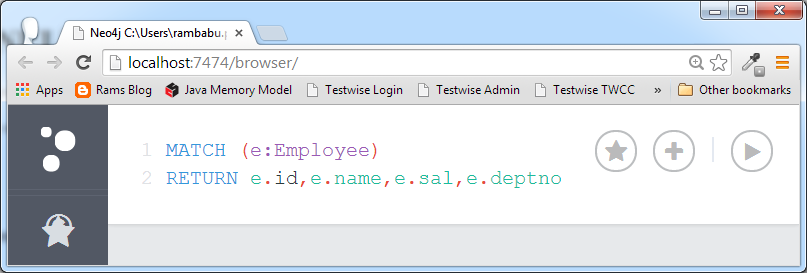 Neo4j C:\Users\rambabu.p
localhost:7474/browser/
Apps Rams Blog Java Memory Model Testwise Login Testwise Admin Testwise TWCC » Other bookmarks
1 MATCH (e:Employee)
2 RETURN e.id,e.name,e.sal,e.deptno